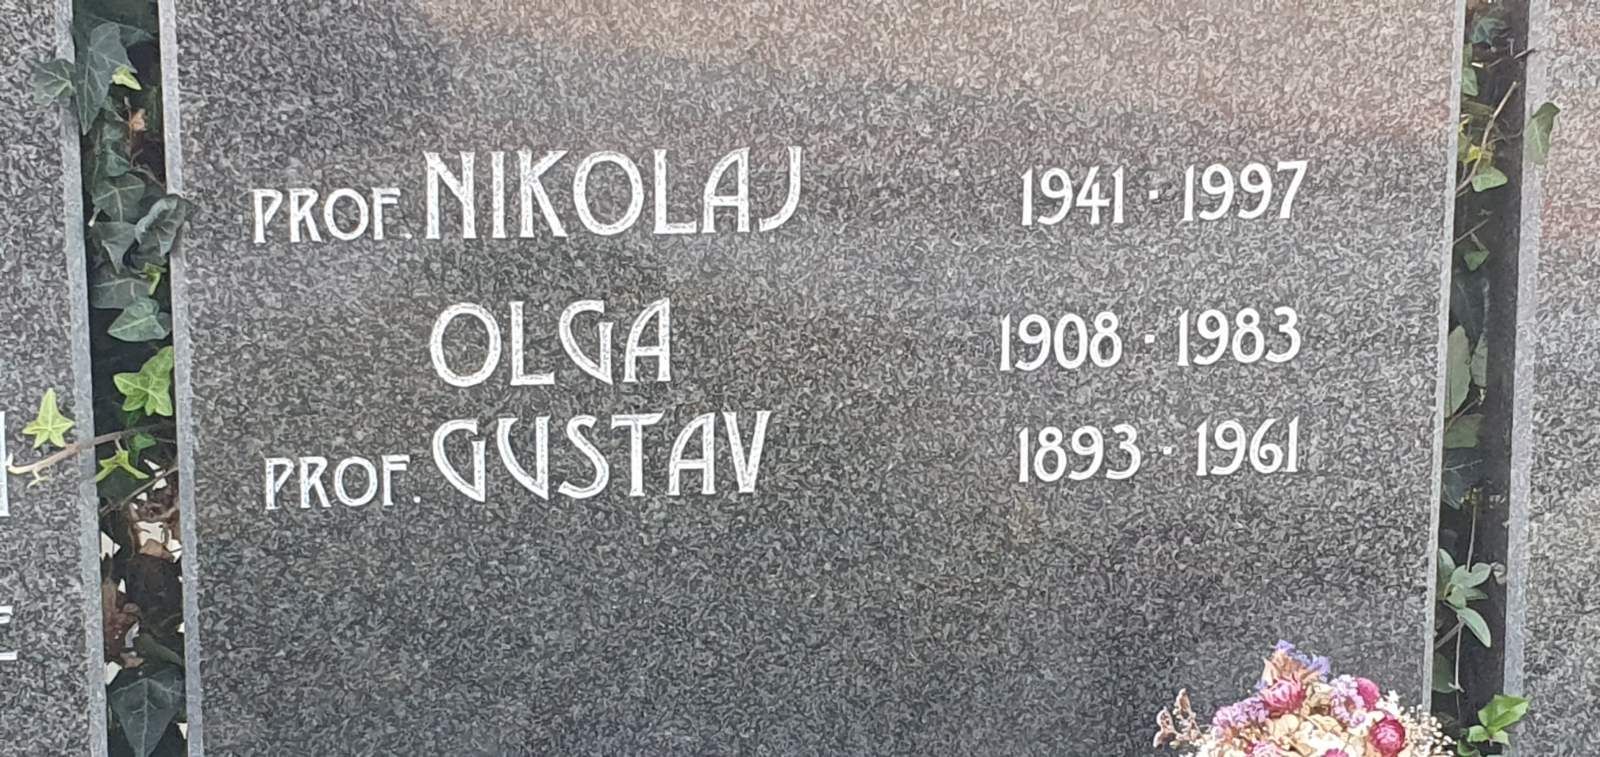 PROF. NIKOLAJ 1941 · 1997
OLGA 1908 · 1983
PROF. GUSTAV 1893 · 1961